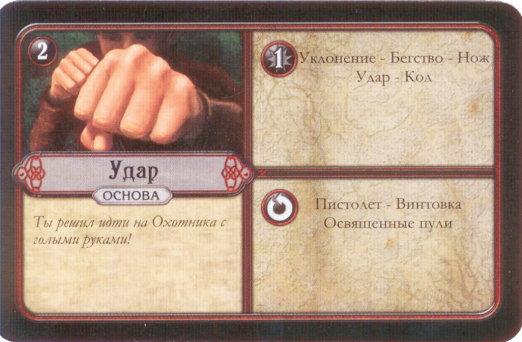 2
Удар
ОСНОВА
Ты решил идти на Охотника с
голыми руками!
1
Уклонение - Бегство - Нож
Удар - Кол
Пистолет - Винтовка
Освященные пули